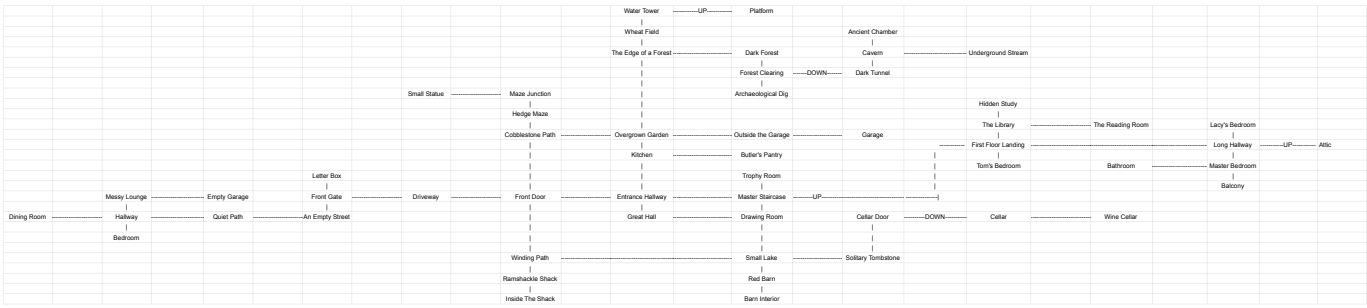 Water Tower ------------UP---------- Platform
Wheat Field Ancient Chamber
The Edge of a Forest Dark Forest Cavern Underground Stream
Forest Clearing ------DOWN------ Dark Tunnel
Small Statue Maze Junction Archaeological Dig
Hedge Maze Hidden Study
The Library The Reading Room Lacy's Bedroom
Cobblestone Path Overgrown Garden Outside the Garage Garage
First Floor Landing Long Hallway --------UP-------- Attic
Kitchen Butler's Pantry
Tom's Bedroom Bathroom Master Bedroom
Letter Box Trophy Room
Balcony
Messy Lounge Empty Garage Front Gate Driveway Front Door Entrance Hallway Master Staircase --------UP--------
Dining Room Hallway Quiet Path An Empty Street Great Hall Drawing Room Cellar Door --------DOWN-------- Cellar Wine Cellar
Bedroom
Winding Path Small Lake Solitary Tombstone
Ramshackle Shack Red Barn
Inside The Shack Barn Interior